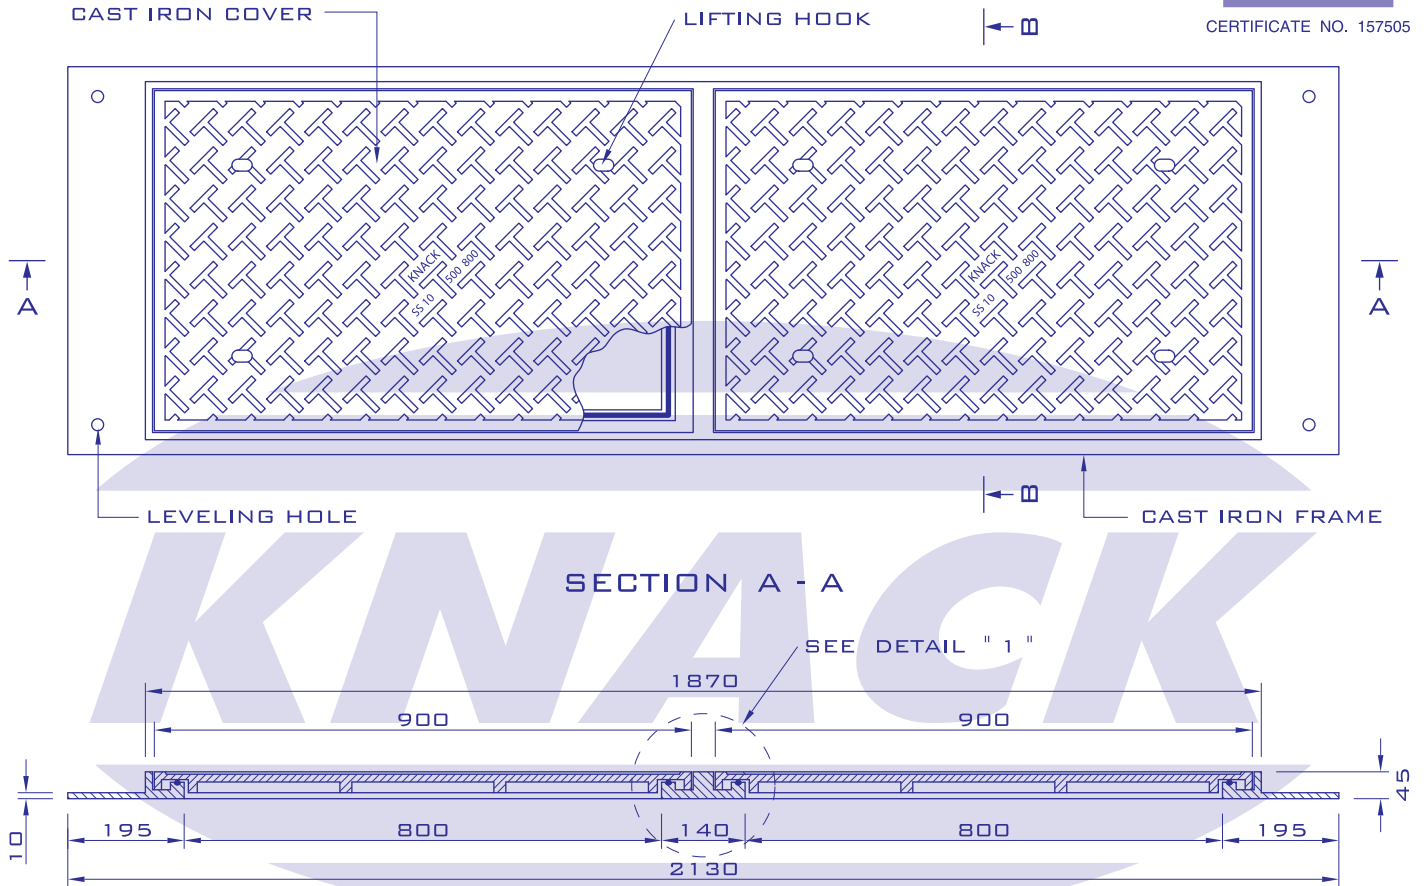 CAST IRON COVER
LIFTING HOOK
B
CERTIFICATE NO. 157505
KNACK
SS 10 500 800
KNACK
SS 10 500 800
A
A
B
LEVELING HOLE
CAST IRON FRAME
KNACK
SECTION A - A
SEE DETAIL " 1 "
1870
900 900
45
10
195 800 140 800 195
2130